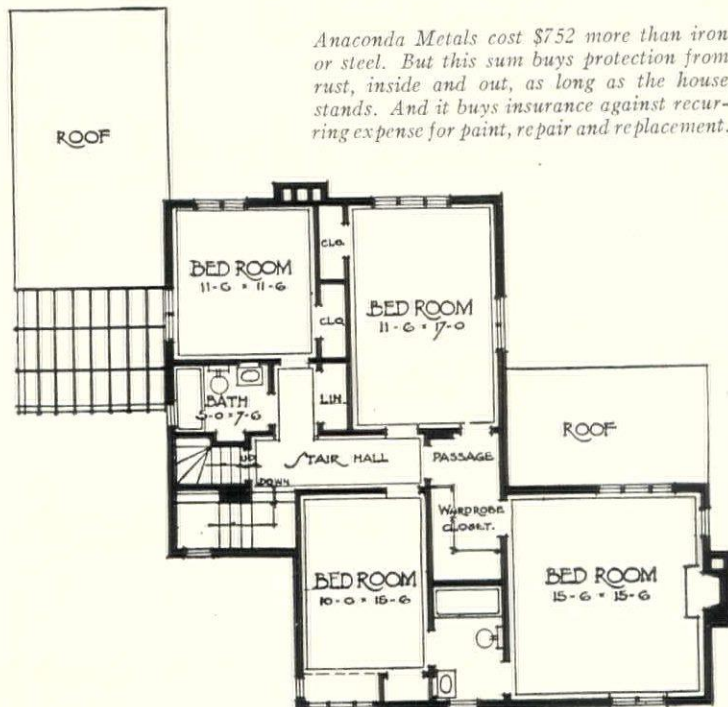 Anaconda Metals cost $752 more than iron
or steel. But this sum buys protection from
rust, inside and out, as long as the house
stands. And it buys insurance against recur-
ring expense for paint, repair and replacement.
ROOF
BED ROOM
11-6 × 11-6
CLO.
CLO.
BED ROOM
11-6 × 17-0
BATH
5-0 × 7-6
LIN.
UP
DOWN
STAIR HALL
PASSAGE
ROOF
WARDROBE
CLOSET.
BED ROOM
10-0 × 15-6
BED ROOM
15-6 × 15-6